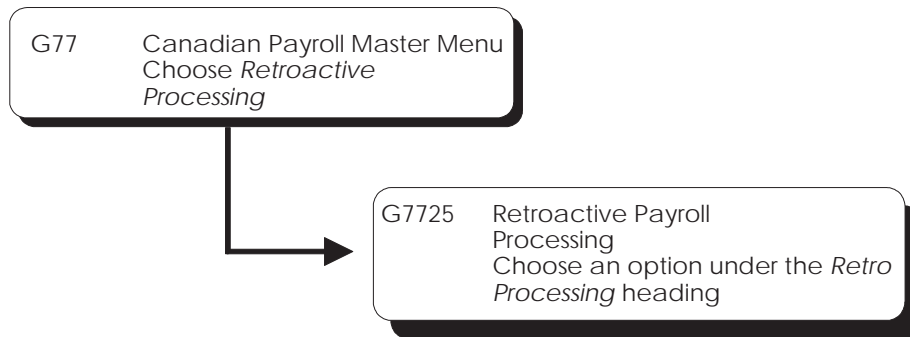 G77 Canadian Payroll Master Menu
Choose Retroactive
Processing
G7725 Retroactive Payroll
Processing
Choose an option under the Retro
Processing heading